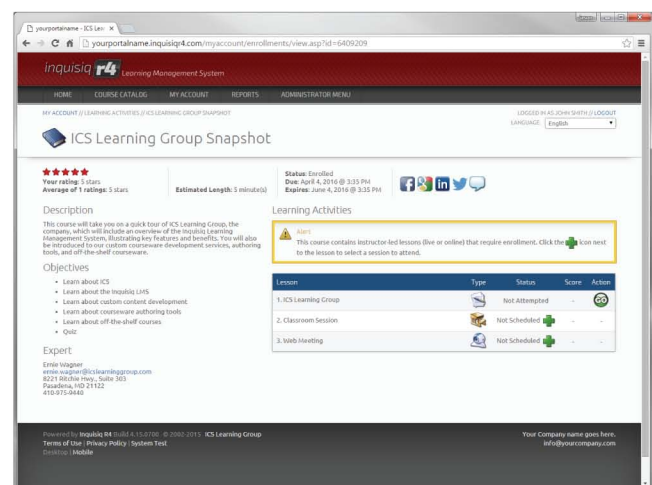 yourportalname - ICS Lear
yourportalname.inquisiqr4.com/myaccount/enrollments/view.asp?id=6409209
inquisiq r4 Learning Management System
HOME COURSE CATALOG MY ACCOUNT REPORTS ADMINISTRATOR MENU
MY ACCOUNT // LEARNING ACTIVITIES // ICS LEARNING GROUP SNAPSHOT
LOGGED IN AS JOHN SMITH // LOGOUT
LANGUAGE English
ICS Learning Group Snapshot
Your rating: 5 stars
Average of 1 ratings: 5 stars
Estimated Length: 5 minute(s)
Status: Enrolled
Due: April 4, 2016 @ 3:35 PM
Expires: June 4, 2016 @ 3:35 PM
Description
This course will take you on a quick tour of ICS Learning Group, the
company, which will include an overview of the Inquisiq Learning
Management System, illustrating key features and benefits. You will also
be introduced to our custom courseware development services, authoring
tools, and off-the-shelf courseware.
Objectives
Learn about ICS
Learn about the Inquisiq LMS
Learn about custom content development
Learn about courseware authoring tools
Learn about off-the-shelf courses
Quiz
Expert
Ernie Wagner
ernie.wagner@icslearninggroup.com
8221 Ritchie Hwy., Suite 303
Pasadena, MD 21122
410-975-9440
Learning Activities
Alert
This course contains instructor-led lessons (live or online) that require enrollment. Click the icon next
to the lesson to select a session to attend.
Lesson Type Status Score Action
1. ICS Learning Group Not Attempted - GO
2. Classroom Session Not Scheduled - -
3. Web Meeting Not Scheduled - -
Powered by Inquisiq R4 Build 4.15.0700 © 2002-2015 ICS Learning Group
Terms of Use | Privacy Policy | System Test
Desktop | Mobile
Your Company name goes here.
info@yourcompany.com